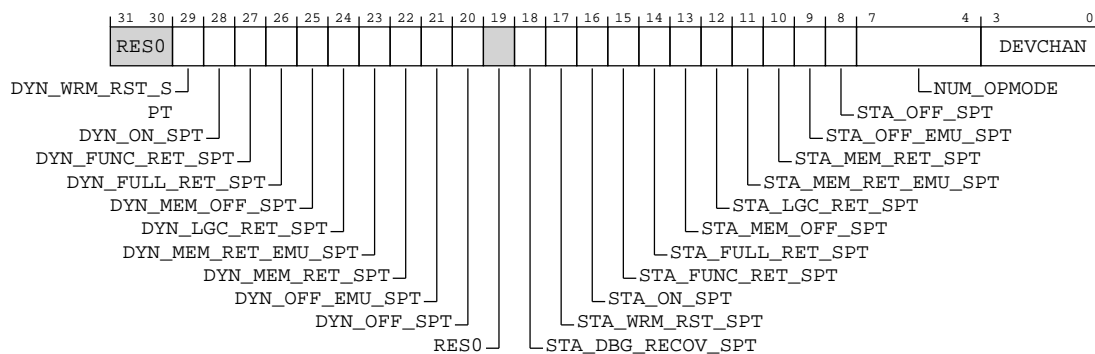 31 30 29 28 27 26 25 24 23 22 21 20 19 18 17 16 15 14 13 12 11 10 9 8 7 4 3 0
RES0 DEVCHAN
DYN_WRM_RST_S NUM_OPMODE
PT STA_OFF_SPT
DYN_ON_SPT STA_OFF_EMU_SPT
DYN_FUNC_RET_SPT STA_MEM_RET_SPT
DYN_FULL_RET_SPT STA_MEM_RET_EMU_SPT
DYN_MEM_OFF_SPT STA_LGC_RET_SPT
DYN_LGC_RET_SPT STA_MEM_OFF_SPT
DYN_MEM_RET_EMU_SPT STA_FULL_RET_SPT
DYN_MEM_RET_SPT STA_FUNC_RET_SPT
DYN_OFF_EMU_SPT STA_ON_SPT
DYN_OFF_SPT STA_WRM_RST_SPT
RES0 STA_DBG_RECOV_SPT